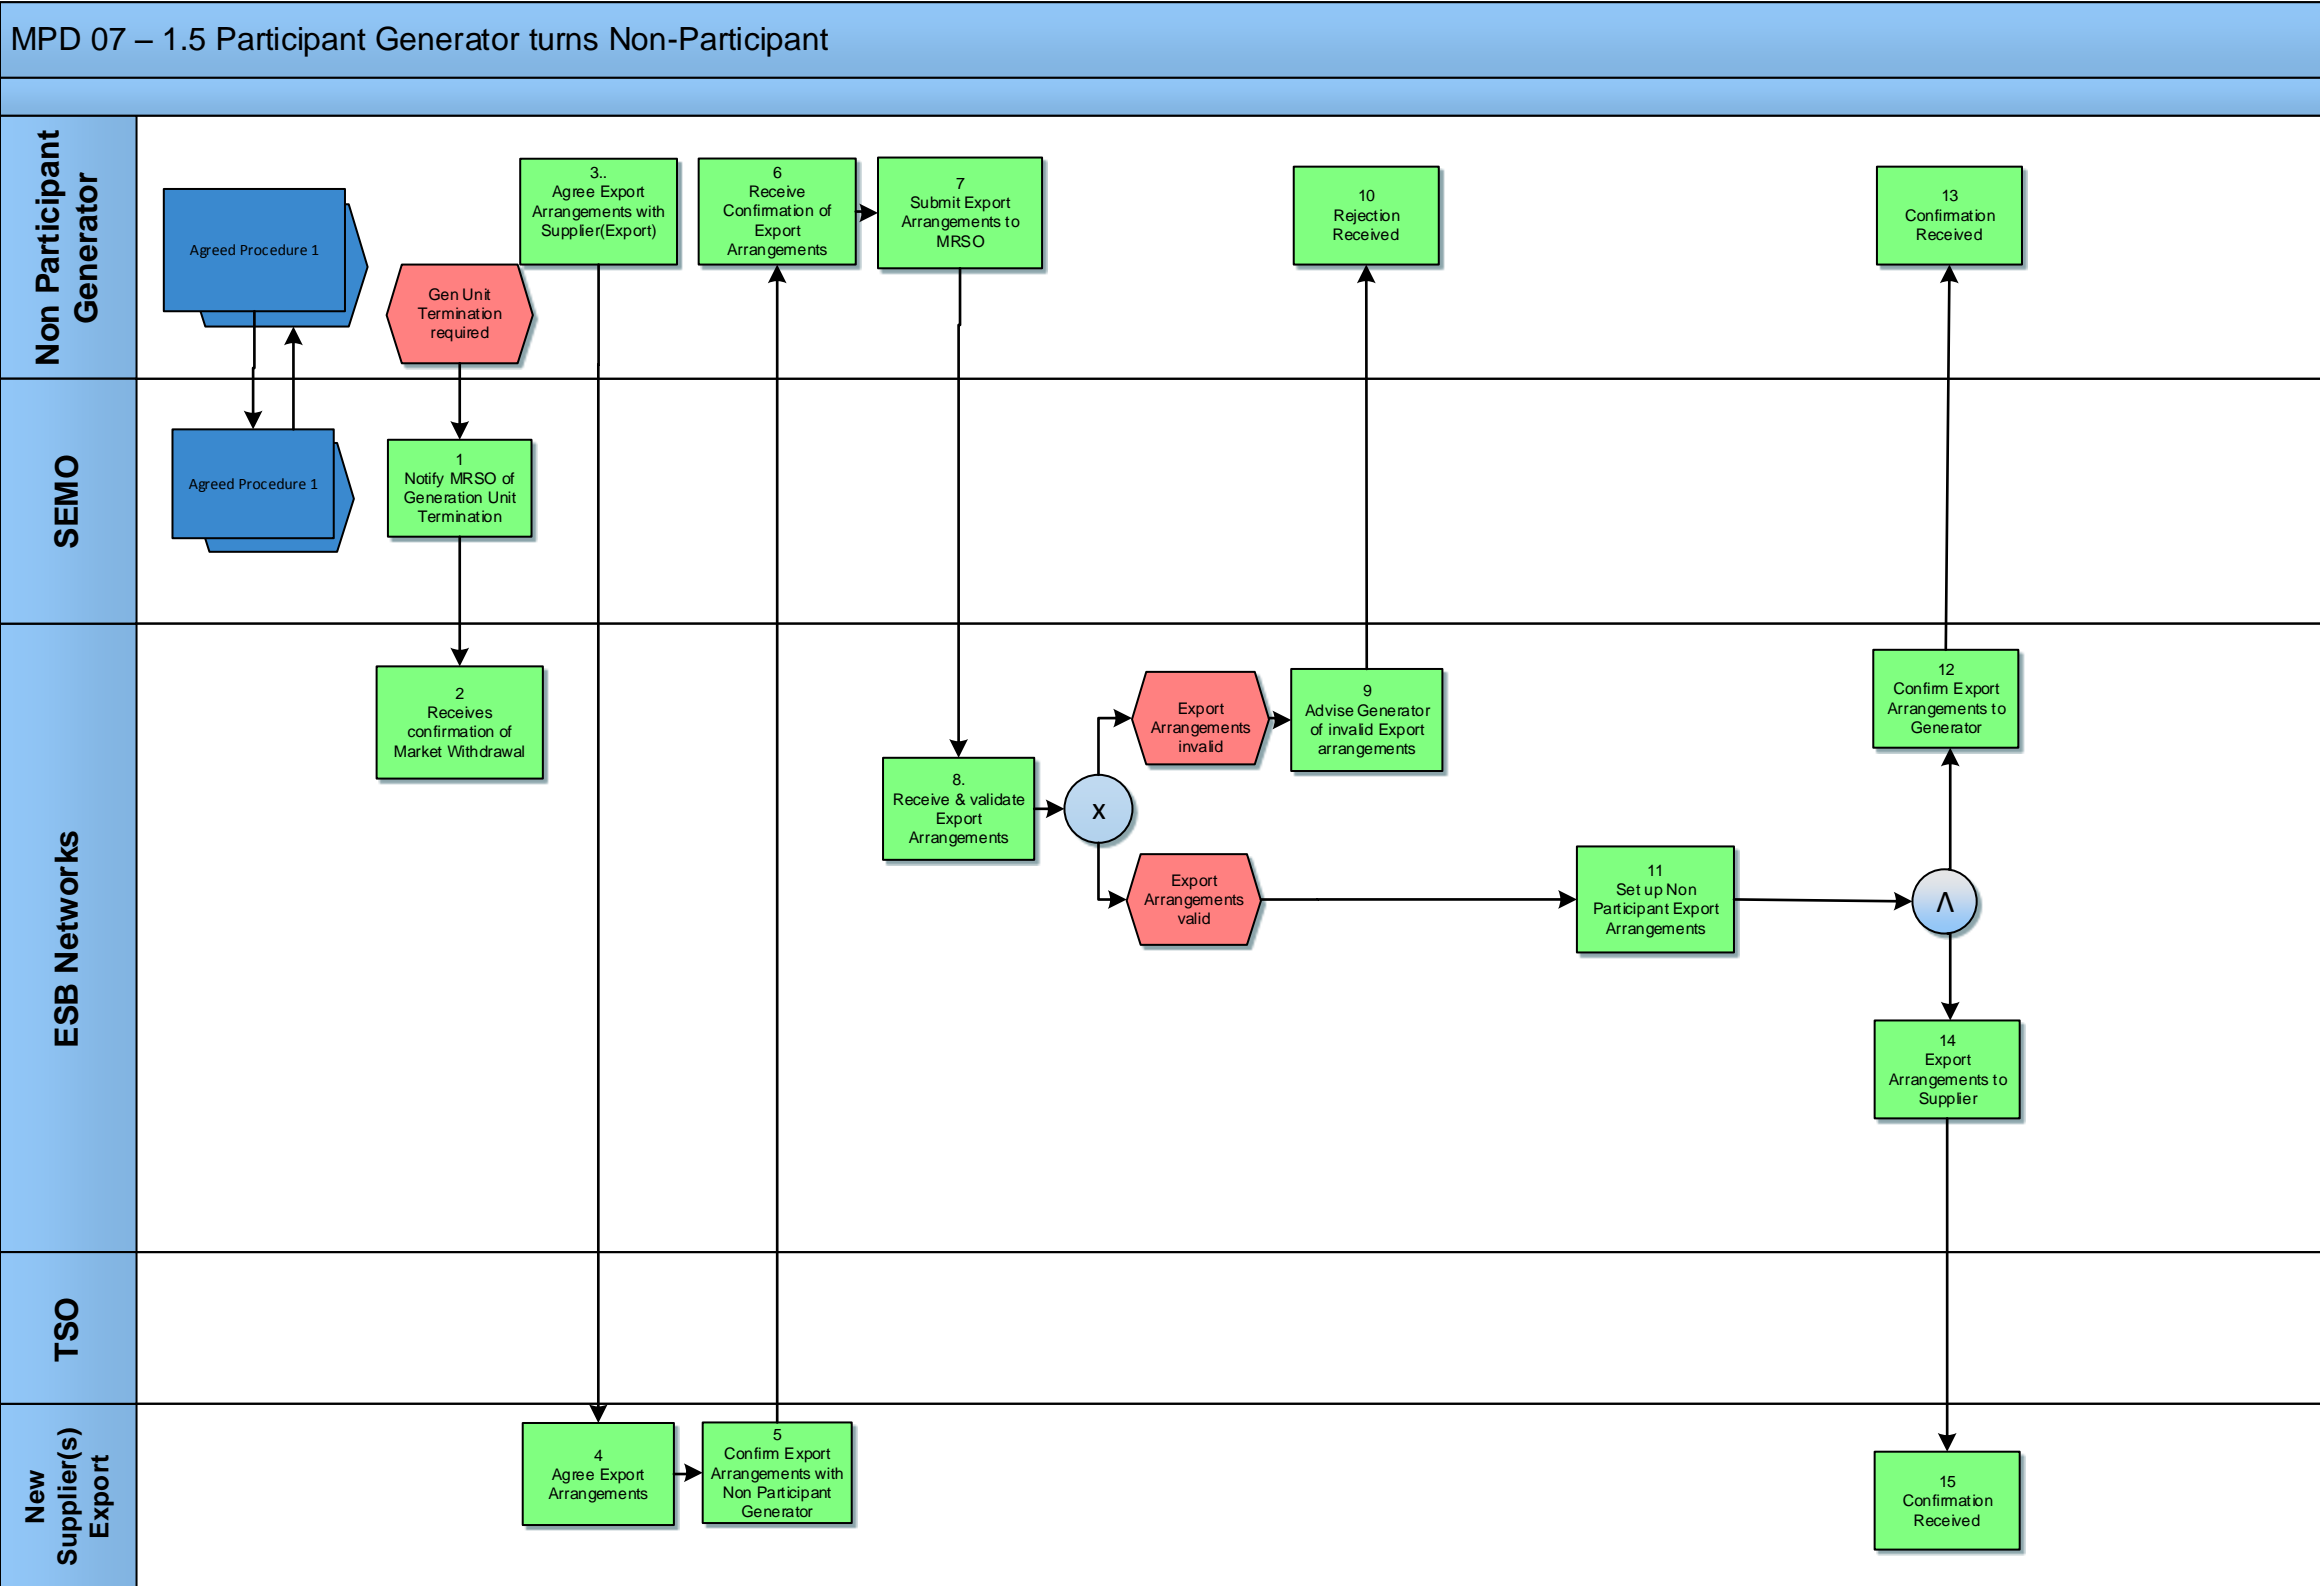 MPD 07 – 1.5 Participant Generator turns Non-Participant
Non Participant
Generator
Agreed Procedure 1
Gen Unit
Termination
required
3..
Agree Export
Arrangements with
Supplier(Export)
6
Receive
Confirmation of
Export
Arrangements
7
Submit Export
Arrangements to
MRSO
10
Rejection
Received
13
Confirmation
Received
SEMO
Agreed Procedure 1
1
Notify MRSO of
Generation Unit
Termination
ESB Networks
2
Receives
confirmation of
Market Withdrawal
8.
Receive & validate
Export
Arrangements
x
Export
Arrangements
invalid
9
Advise Generator
of invalid Export
arrangements
Export
Arrangements
valid
11
Set up Non
Participant Export
Arrangements
Λ
12
Confirm Export
Arrangements to
Generator
14
Export
Arrangements to
Supplier
TSO
New
Supplier(s)
Export
4
Agree Export
Arrangements
5
Confirm Export
Arrangements with
Non Participant
Generator
15
Confirmation
Received